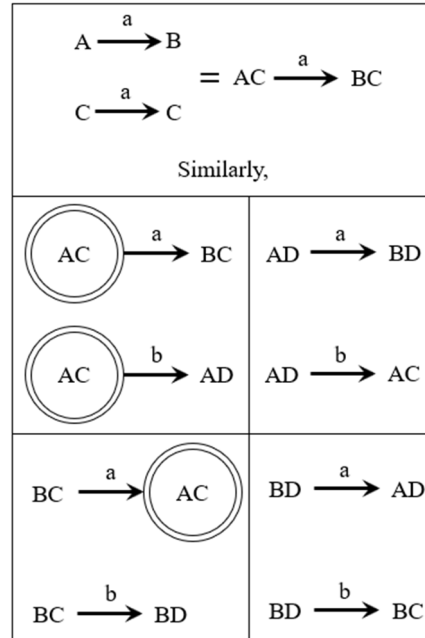 a
A → B
= AC → BC
a
a
C → C
Similarly,
AC → BC
a
AD → BD
a
AC → AD
b
AD → AC
b
BC → AC
a
BD → AD
a
BC → BD
b
BD → BC
b